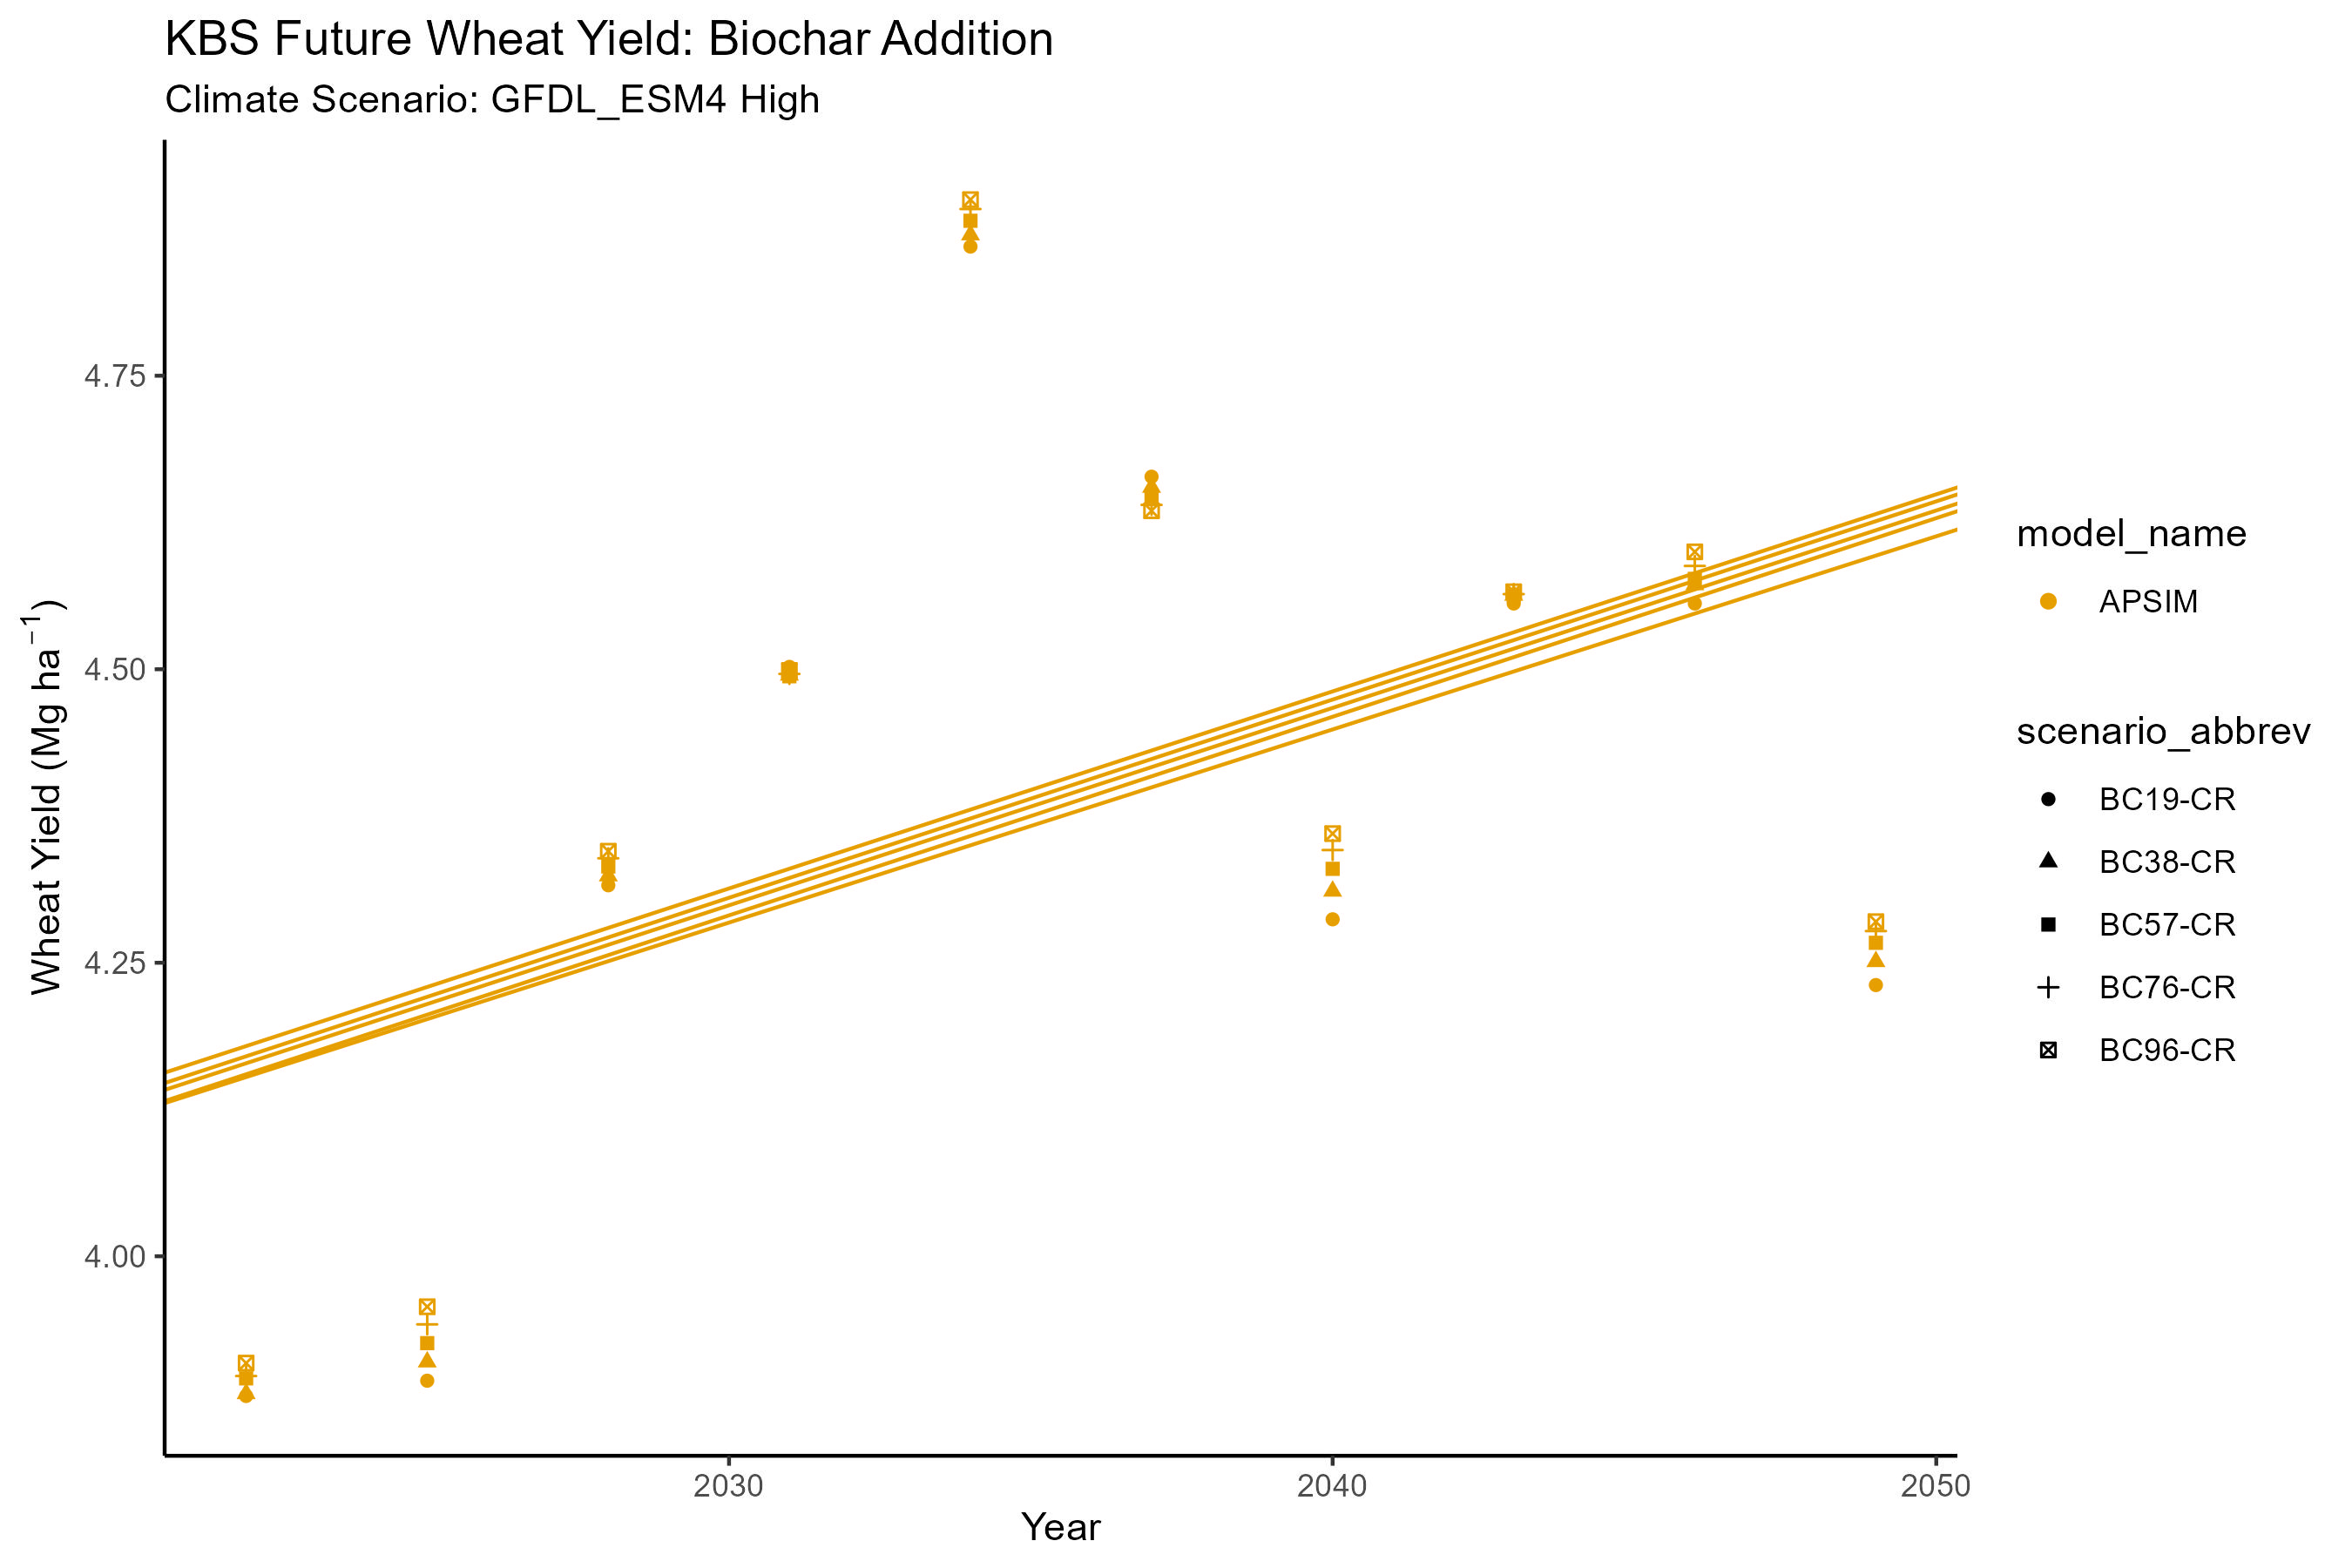 KBS Future Wheat Yield: Biochar Addition
Climate Scenario: GFDL_ESM4 High
Wheat Yield (Mg ha⁻¹)
4.75
4.50
4.25
4.00
2030 2040 2050
Year
model_name
APSIM
scenario_abbrev
BC19-CR
BC38-CR
BC57-CR
BC76-CR
BC96-CR